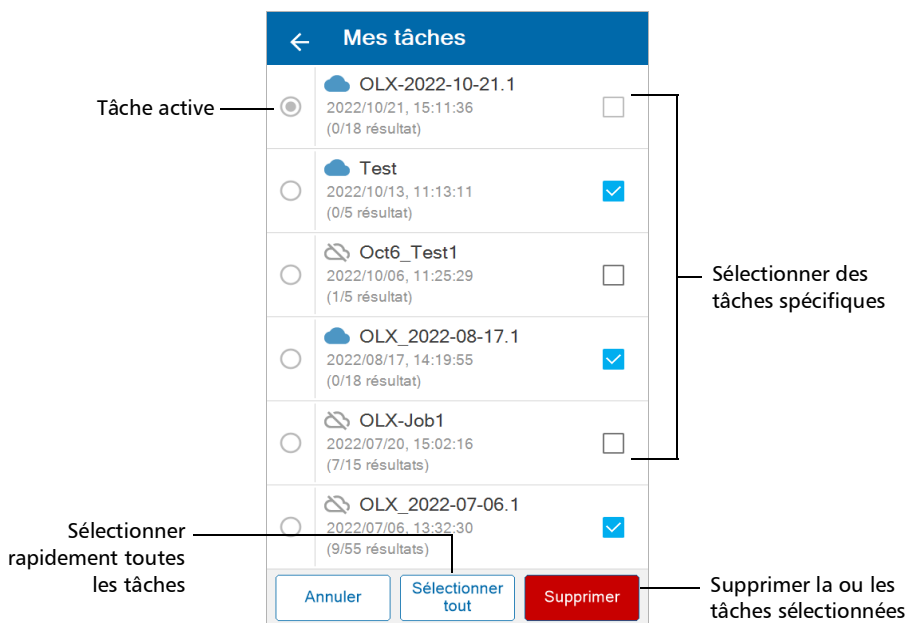 Mes tâches
Tâche active
OLX-2022-10-21.1
2022/10/21, 15:11:36
(0/18 résultat)
Test
2022/10/13, 11:13:11
(0/5 résultat)
Oct6_Test1
2022/10/06, 11:25:29
(1/5 résultat)
Sélectionner des
tâches spécifiques
OLX_2022-08-17.1
2022/08/17, 14:19:55
(0/18 résultat)
OLX-Job1
2022/07/20, 15:02:16
(7/15 résultats)
OLX_2022-07-06.1
2022/07/06, 13:32:30
(9/55 résultats)
Sélectionner
rapidement toutes
les tâches
Annuler
Sélectionner
tout
Supprimer
Supprimer la ou les
tâches sélectionnées